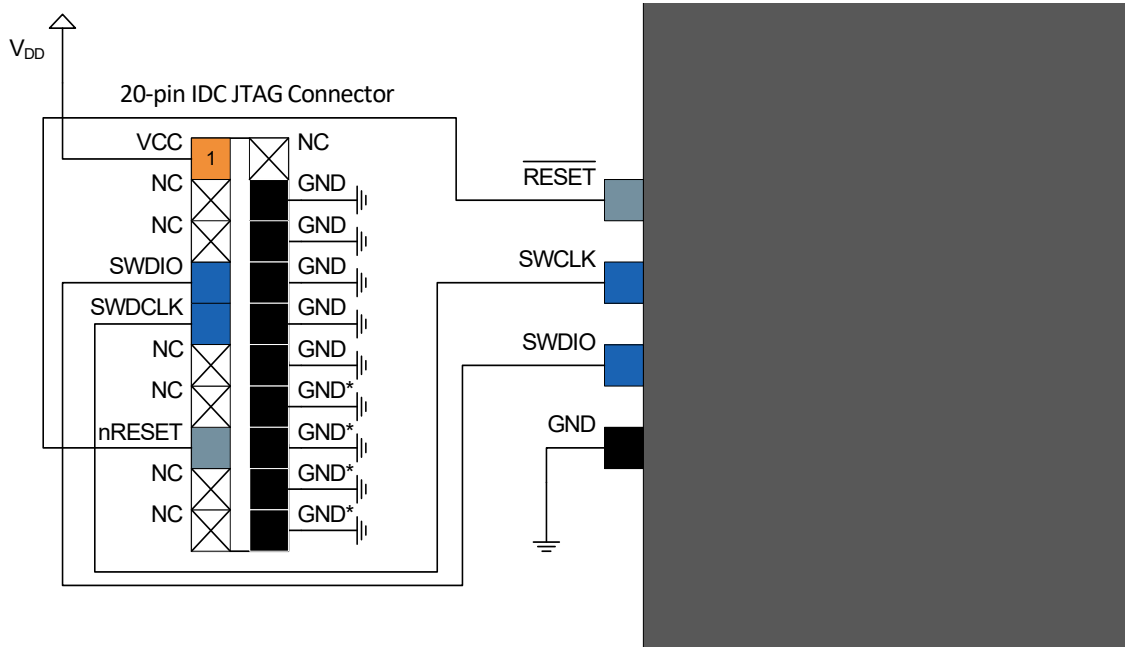 V_DD
20-pin IDC JTAG Connector
VCC 1 NC
NC GND
NC GND
SWDIO GND
SWDCLK GND
NC GND
NC GND*
nRESET GND*
NC GND*
NC GND*
RESET
SWCLK
SWDIO
GND